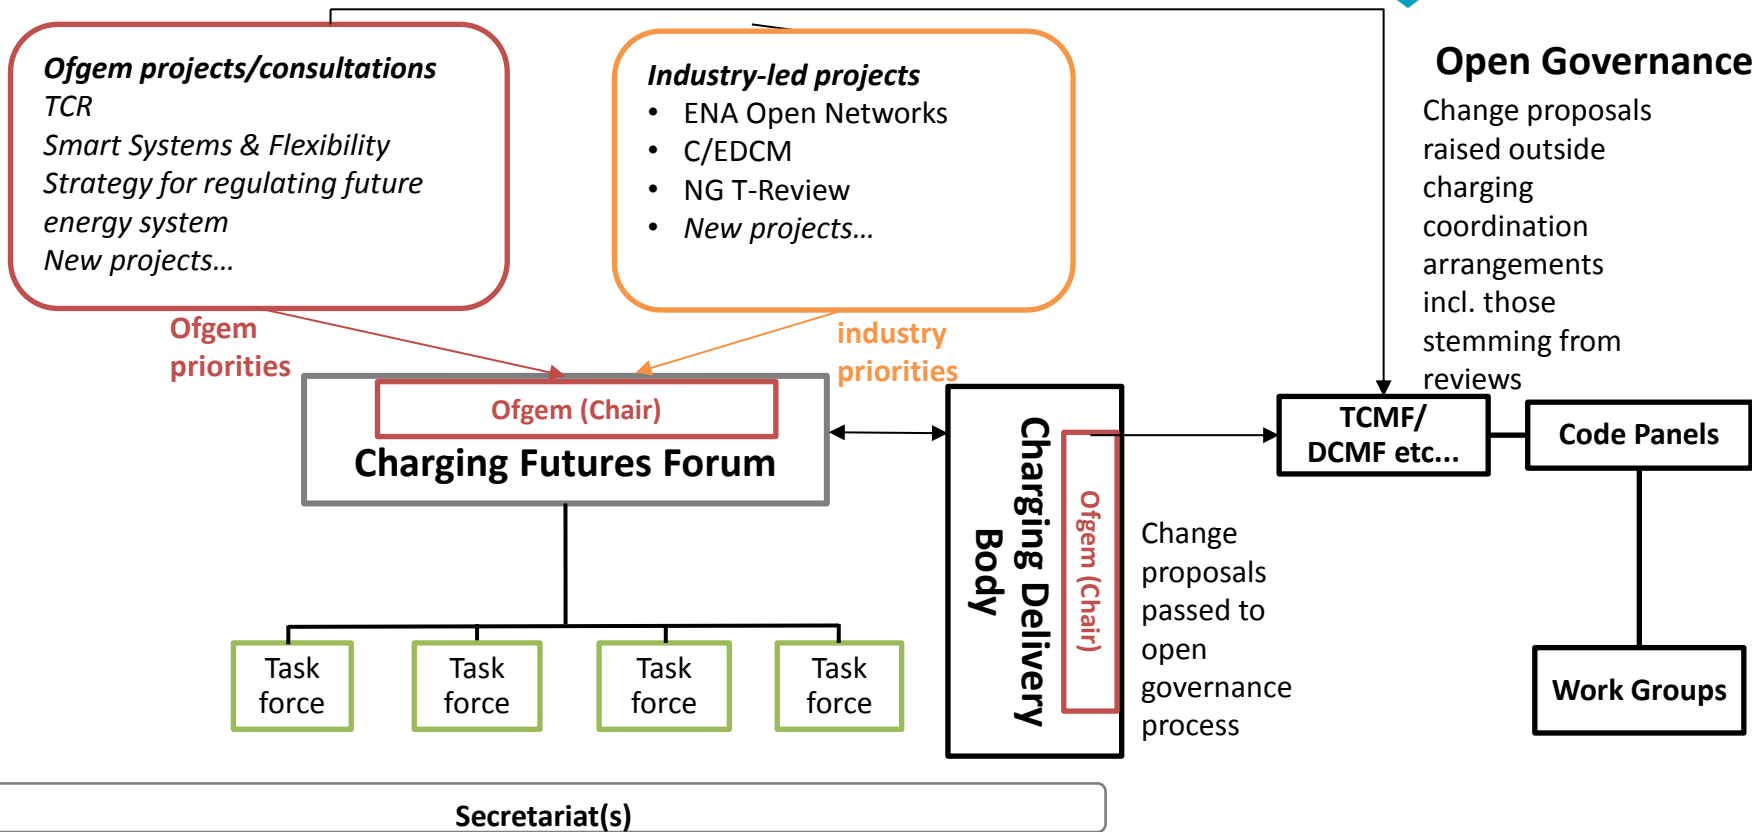 Ofgem projects/consultations
TCR
Smart Systems & Flexibility
Strategy for regulating future
energy system
New projects...
Industry-led projects
• ENA Open Networks
• C/EDCM
• NG T-Review
• New projects...
Open Governance
Change proposals
raised outside
charging
coordination
arrangements
incl. those
stemming from
reviews
Ofgem
priorities
industry
priorities
Ofgem (Chair)
Charging Futures Forum
Charging Delivery
Body
Ofgem (Chair)
TCMF/
DCMF etc...
Code Panels
Change
proposals
passed to
open
governance
process
Work Groups
Task
force
Task
force
Task
force
Task
force
Secretariat(s)